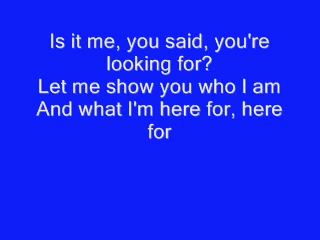 Is it me, you said, you're
looking for?
Let me show you who I am
And what I'm here for, here
for